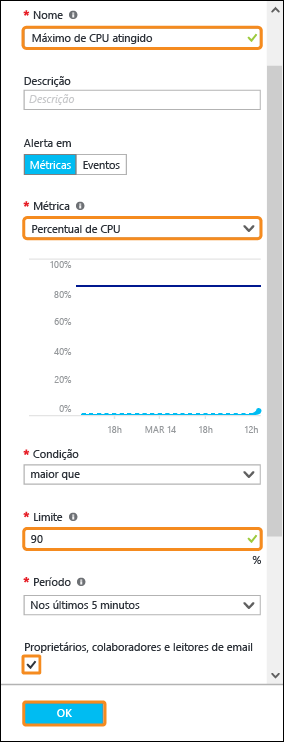 * Nome
Máximo de CPU atingido
Descrição
Descrição
Alerta em
Métricas Eventos
* Métrica
Percentual de CPU
100%
80%
60%
40%
20%
0%
18h MAR 14 18h 12h
* Condição
maior que
* Limite
90
%
* Período
Nos últimos 5 minutos
Proprietários, colaboradores e leitores de email
OK